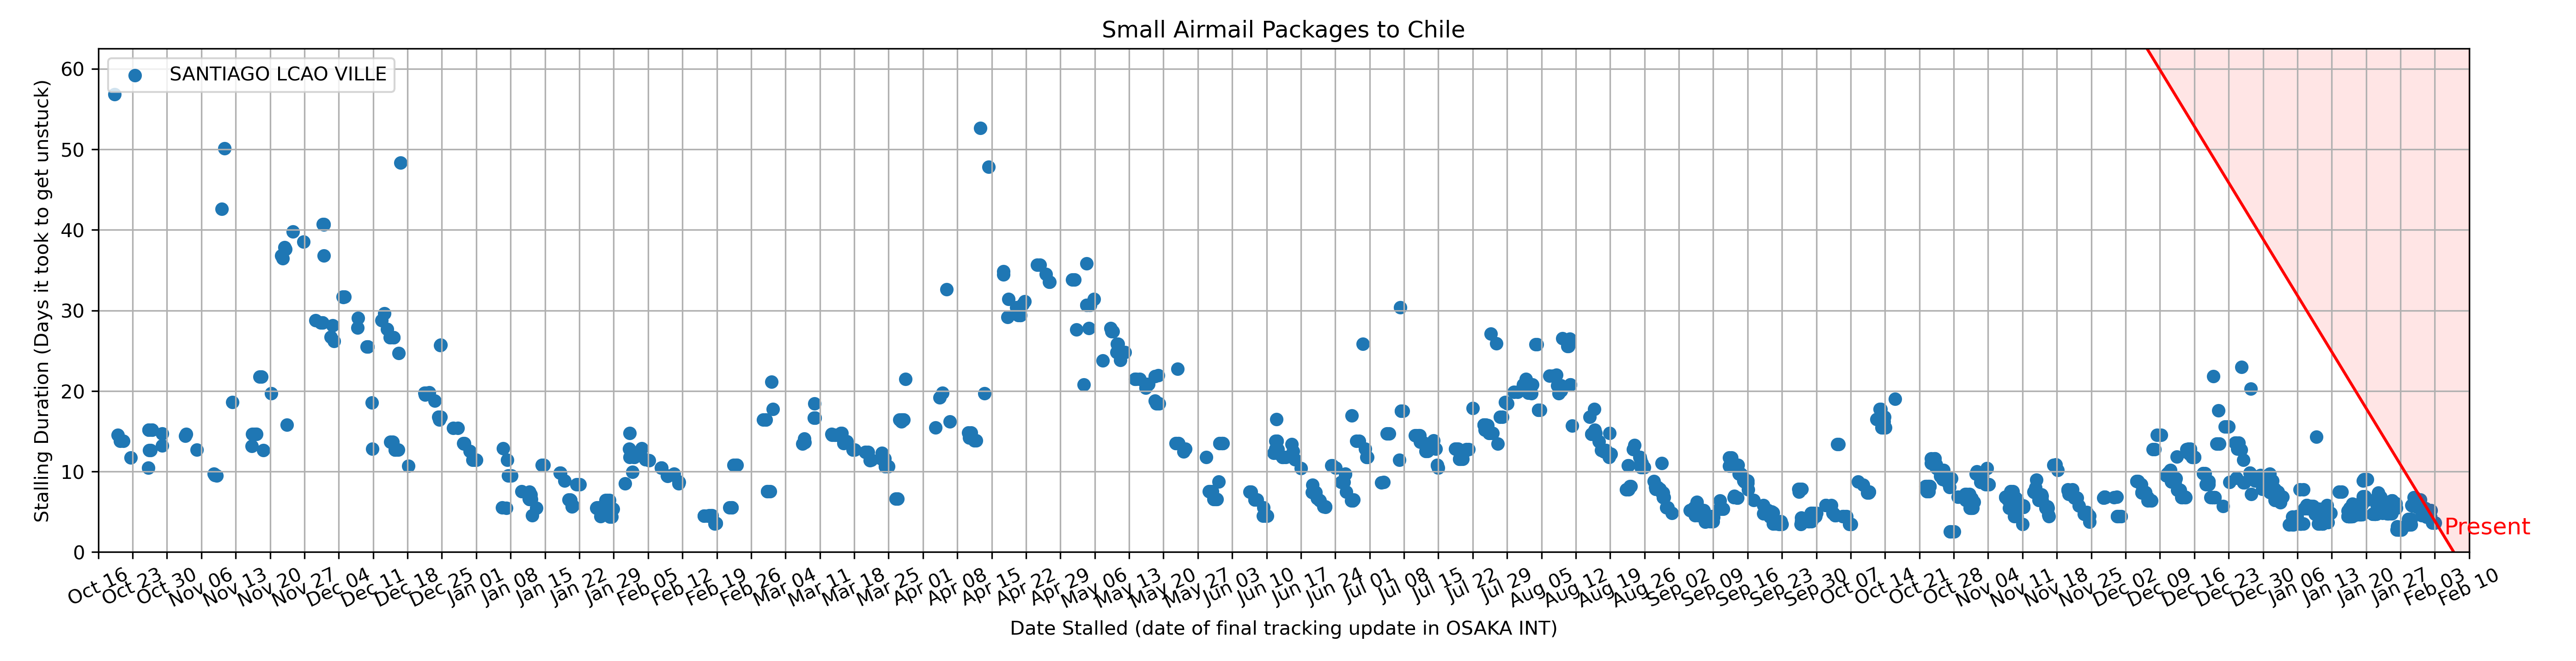 Small Airmail Packages to Chile
SANTIAGO LCAO VILLE
Stalling Duration (Days it took to get unstuck)
60
50
40
30
20
10
0
Present
Oct 16 Oct 23 Oct 30 Nov 06 Nov 13 Nov 20 Nov 27 Dec 04 Dec 11 Dec 18 Dec 25 Jan 01 Jan 08 Jan 15 Jan 22 Jan 29 Feb 05 Feb 12 Feb 19 Feb 26 Mar 04 Mar 11 Mar 18 Mar 25 Apr 01 Apr 08 Apr 15 Apr 22 Apr 29 May 06 May 13 May 20 May 27 Jun 03 Jun 10 Jun 17 Jun 24 Jul 01 Jul 08 Jul 15 Jul 22 Jul 29 Aug 05 Aug 12 Aug 19 Aug 26 Sep 02 Sep 09 Sep 16 Sep 23 Sep 30 Oct 07 Oct 14 Oct 21 Oct 28 Nov 04 Nov 11 Nov 18 Nov 25 Dec 02 Dec 09 Dec 16 Dec 23 Dec 30 Jan 06 Jan 13 Jan 20 Jan 27 Feb 03 Feb 10
Date Stalled (date of final tracking update in OSAKA INT)